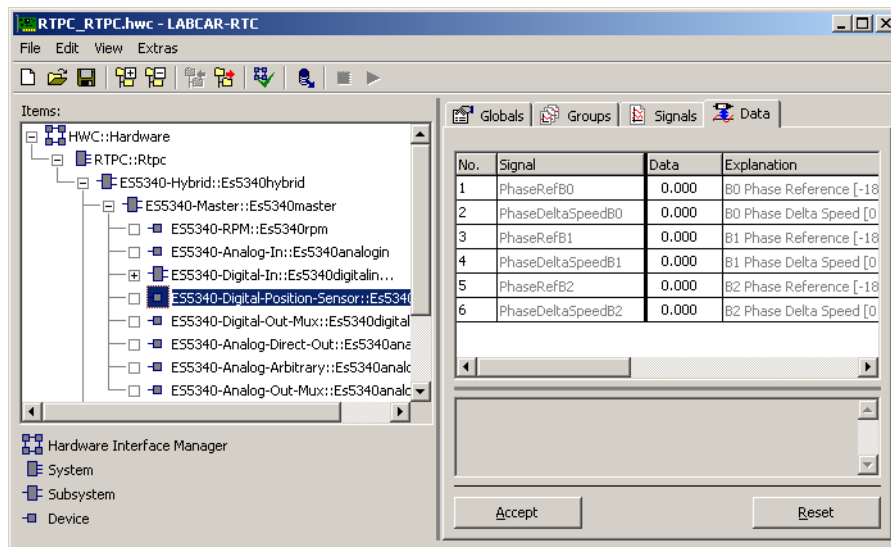 RTPC_RTPC.hwc - LABCAR-RTC
File Edit View Extras
Items:
HWC::Hardware
RTPC::Rtpc
ES5340-Hybrid::Es5340hybrid
ES5340-Master::Es5340master
ES5340-RPM::Es5340rpm
ES5340-Analog-In::Es5340analogin
ES5340-Digital-In::Es5340digitalin...
ES5340-Digital-Position-Sensor::Es5340
ES5340-Digital-Out-Mux::Es5340digital
ES5340-Analog-Direct-Out::Es5340ana
ES5340-Analog-Arbitrary::Es5340analo
ES5340-Analog-Out-Mux::Es5340analo
Hardware Interface Manager
System
Subsystem
Device
Globals Groups Signals Data
No. Signal Data Explanation
1 PhaseRefB0 0.000 B0 Phase Reference [-18
2 PhaseDeltaSpeedB0 0.000 B0 Phase Delta Speed [0
3 PhaseRefB1 0.000 B1 Phase Reference [-18
4 PhaseDeltaSpeedB1 0.000 B1 Phase Delta Speed [0
5 PhaseRefB2 0.000 B2 Phase Reference [-18
6 PhaseDeltaSpeedB2 0.000 B2 Phase Delta Speed [0
Accept Reset